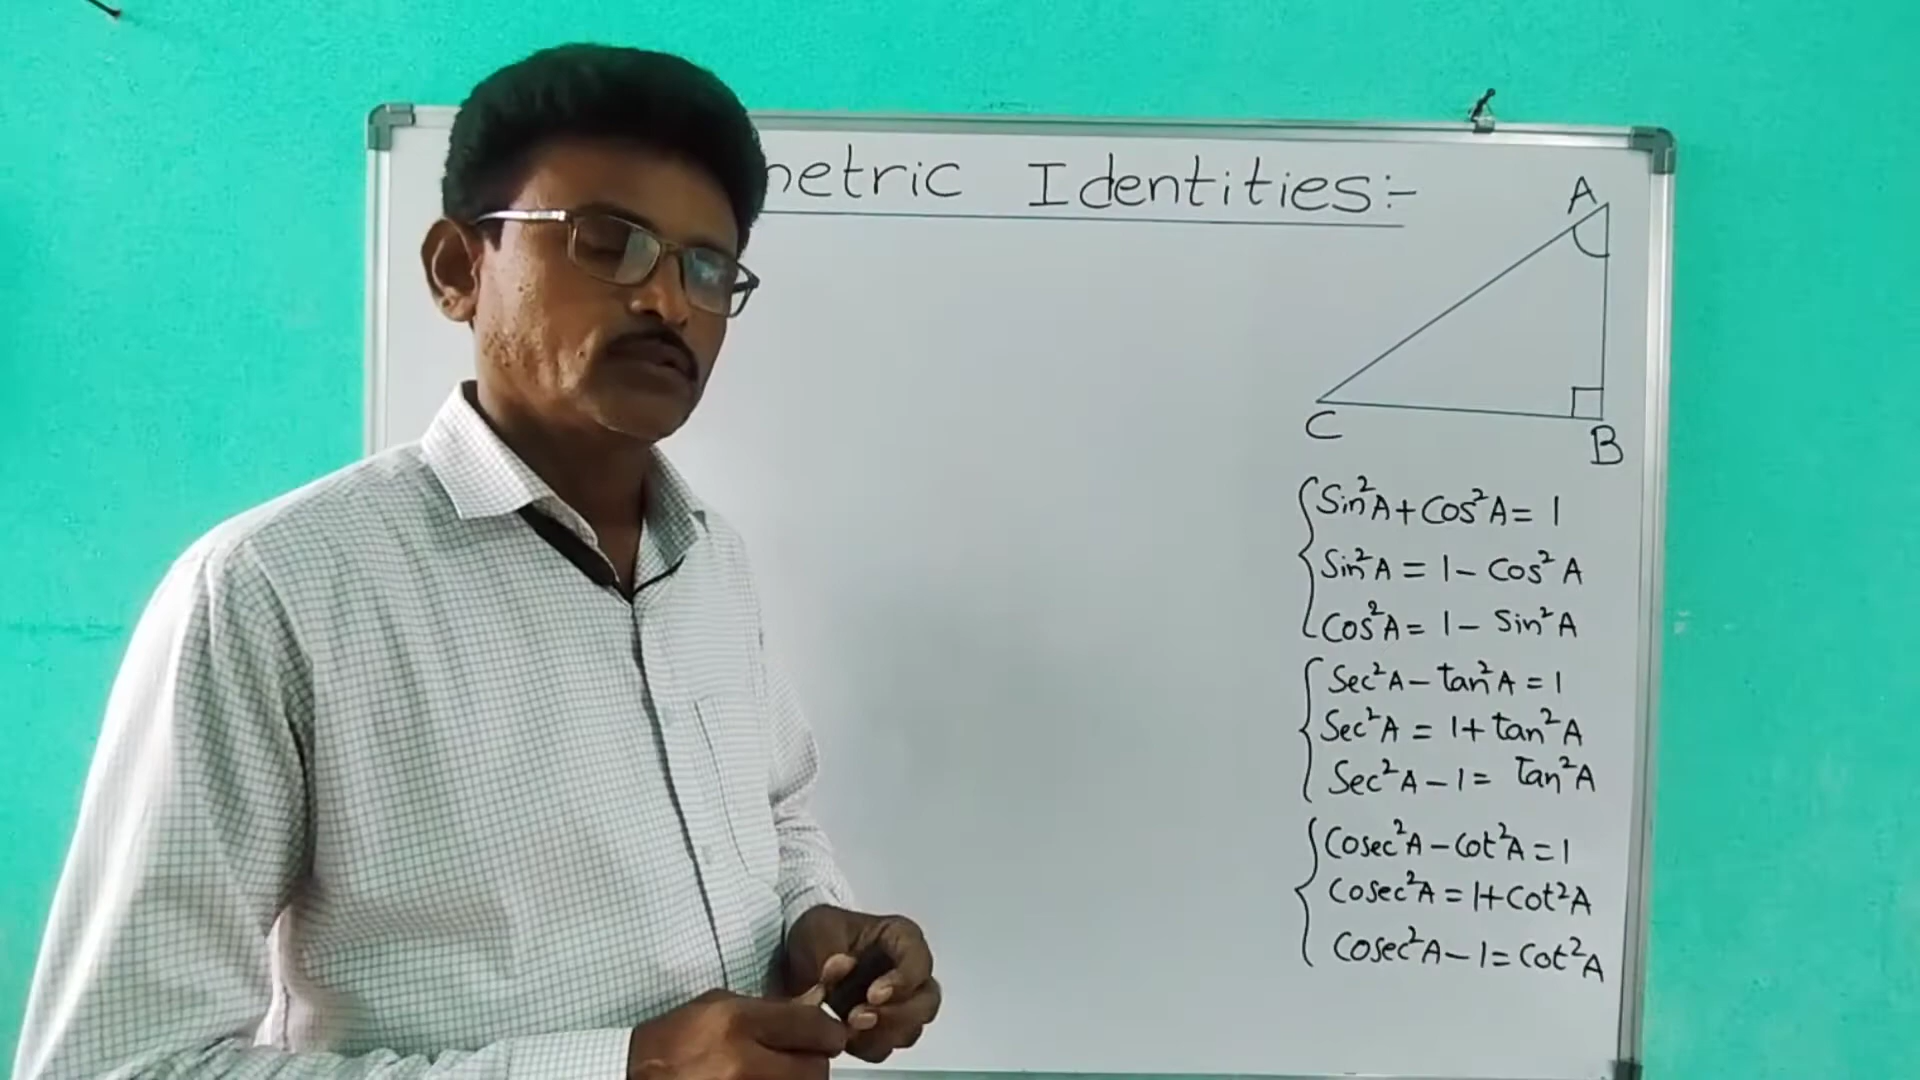 netric Identities:-
A
C
B
Sin²A + Cos²A = 1
Sin²A = 1 - Cos²A
Cos²A = 1 - Sin²A
Sec²A - tan²A = 1
Sec²A = 1 + tan²A
Sec²A - 1 = Tan²A
Cosec²A - Cot²A = 1
Cosec²A = 1 + Cot²A
Cosec²A - 1 = Cot²A